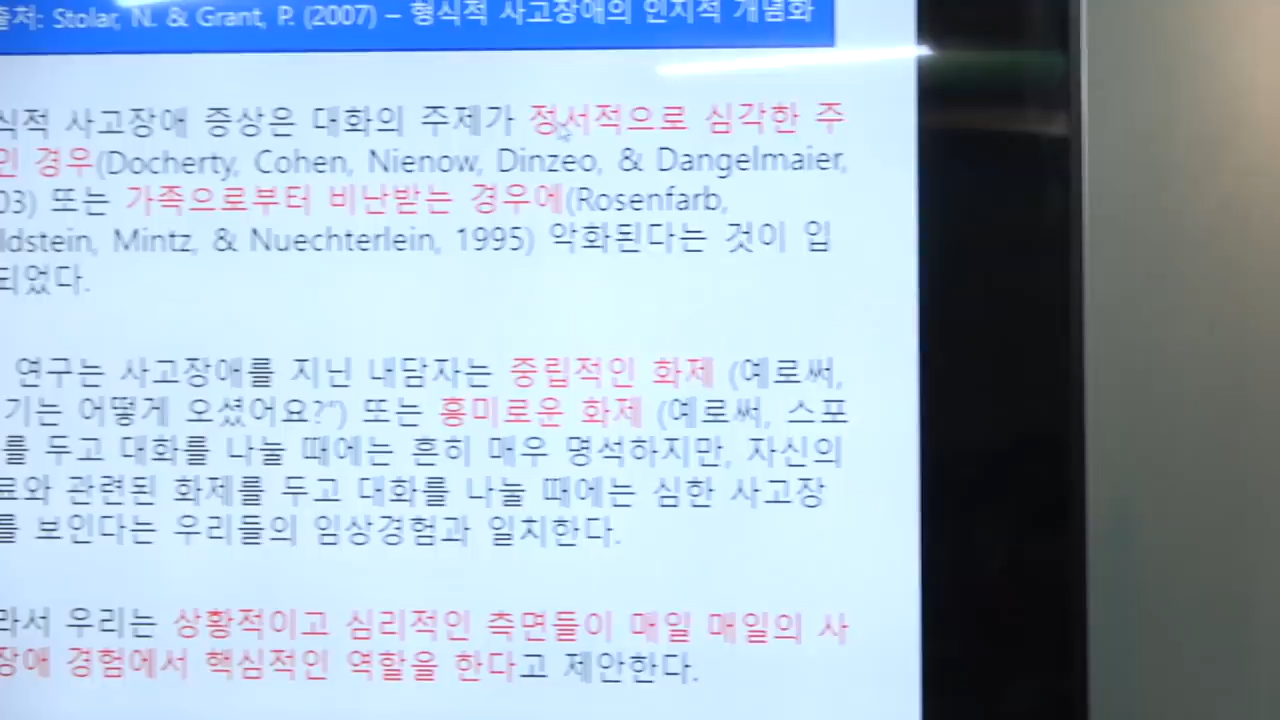 출처: Stolar, N. & Grant, P. (2007) – 형식적 사고장애의 인지적 개념화
식적 사고장애 증상은 대화의 주제가 정서적으로 심각한 주
인 경우(Docherty, Cohen, Nienow, Dinzeo, & Dangelmaier,
03) 또는 가족으로부터 비난받는 경우에(Rosenfarb,
ldstein, Mintz, & Nuechterlein, 1995) 악화된다는 것이 입
되었다.
연구는 사고장애를 지닌 내담자는 중립적인 화제 (예로써,
기는 어떻게 오셨어요?") 또는 흥미로운 화제 (예로써, 스포
를 두고 대화를 나눌 때에는 흔히 매우 명석하지만, 자신의
료와 관련된 화제를 두고 대화를 나눌 때에는 심한 사고장
를 보인다는 우리들의 임상경험과 일치한다.
라서 우리는 상황적이고 심리적인 측면들이 매일 매일의 사
장애 경험에서 핵심적인 역할을 한다고 제안한다.